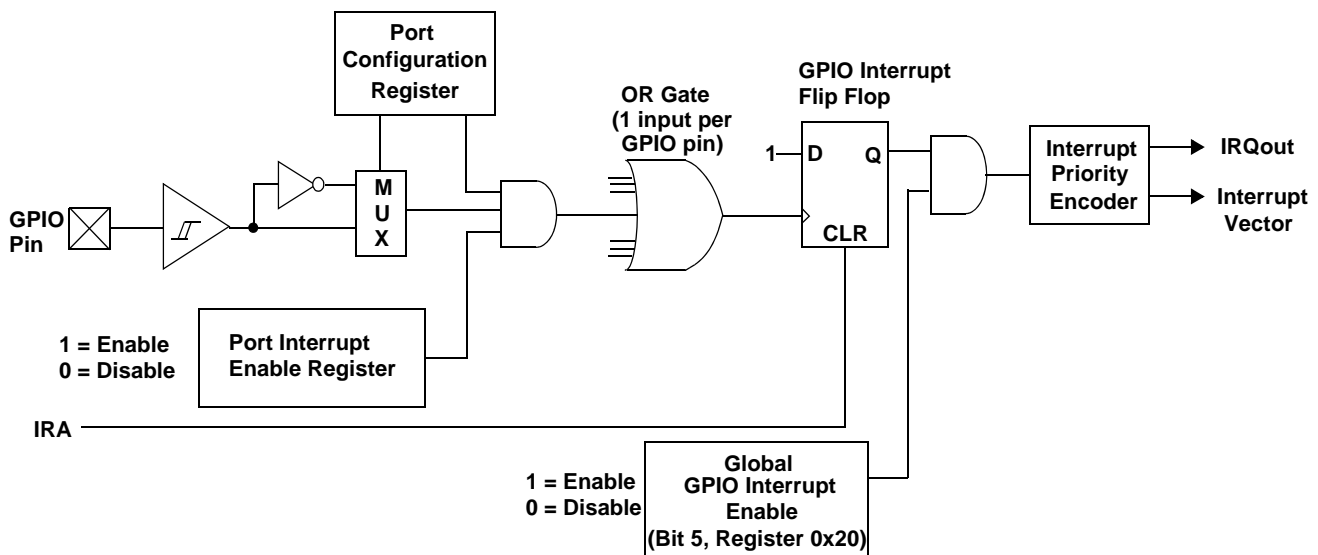 Port
Configuration
Register
GPIO Interrupt
Flip Flop
OR Gate
(1 input per
GPIO pin)
1
D
Q
CLR
Interrupt
Priority
Encoder
IRQout
Interrupt
Vector
M
U
X
GPIO
Pin
1 = Enable
0 = Disable
Port Interrupt
Enable Register
IRA
1 = Enable
0 = Disable
Global
GPIO Interrupt
Enable
(Bit 5, Register 0x20)